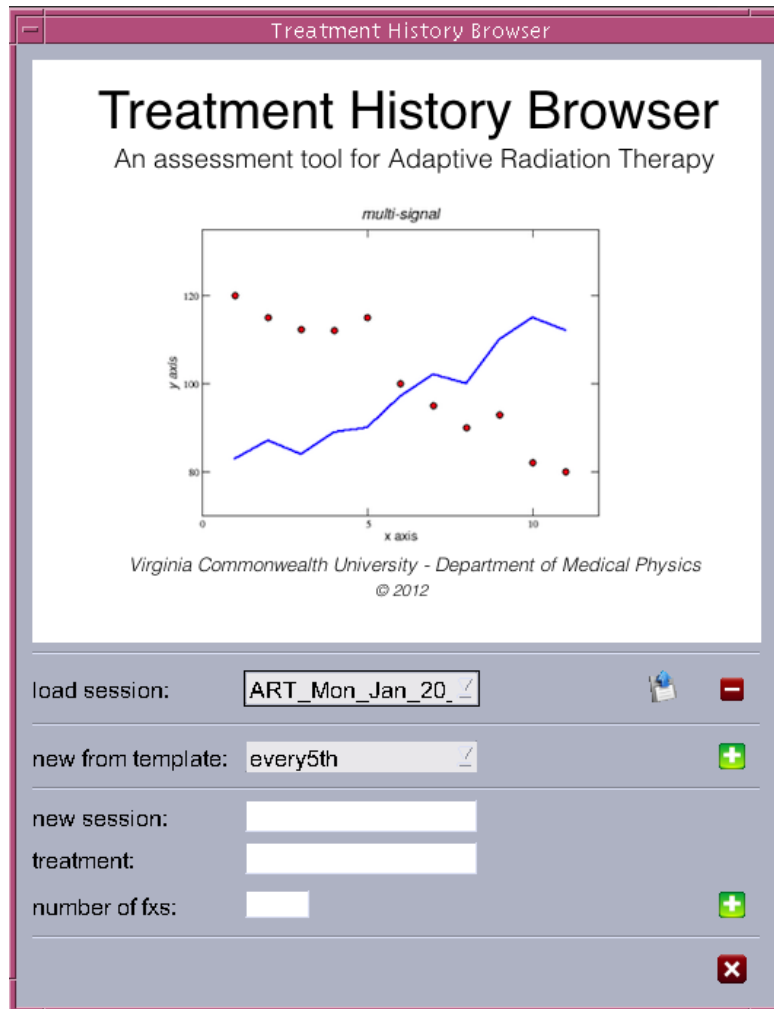 Treatment History Browser
Treatment History Browser
An assessment tool for Adaptive Radiation Therapy
multi-signal
120
100
80
y axis
0 5 10
x axis
Virginia Commonwealth University - Department of Medical Physics
© 2012
load session: ART_Mon_Jan_20_
new from template: every5th
new session:
treatment:
number of fxs: